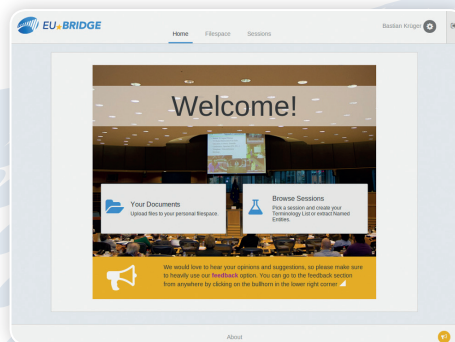 EU★BRIDGE
Home Filespace Sessions
Bastian Krüger
Welcome!
Your Documents
Upload files to your personal filespace.
Browse Sessions
Pick a session and create your
Terminology List or extract Named
Entities.
We would love to hear your opinions and suggestions, so please make sure
to heavily use our feedback option. You can go to the feedback section
from anywhere by clicking on the bullhorn in the lower right corner
About